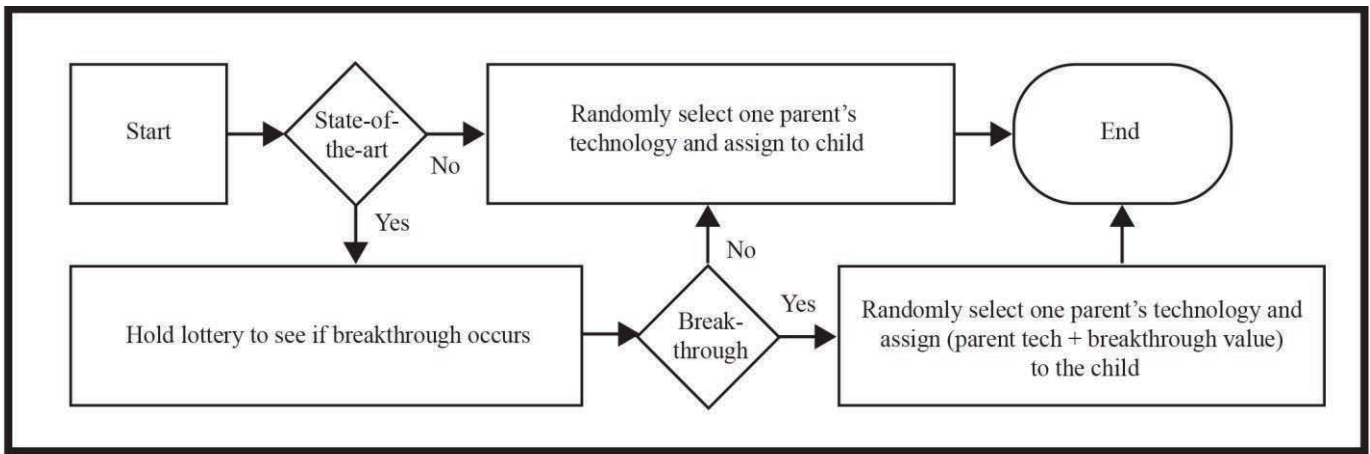 Start
State-of-
the-art
No
Randomly select one parent’s
technology and assign to child
End
Yes
Hold lottery to see if breakthrough occurs
Break-
through
No
Yes
Randomly select one parent’s technology and
assign (parent tech + breakthrough value)
to the child